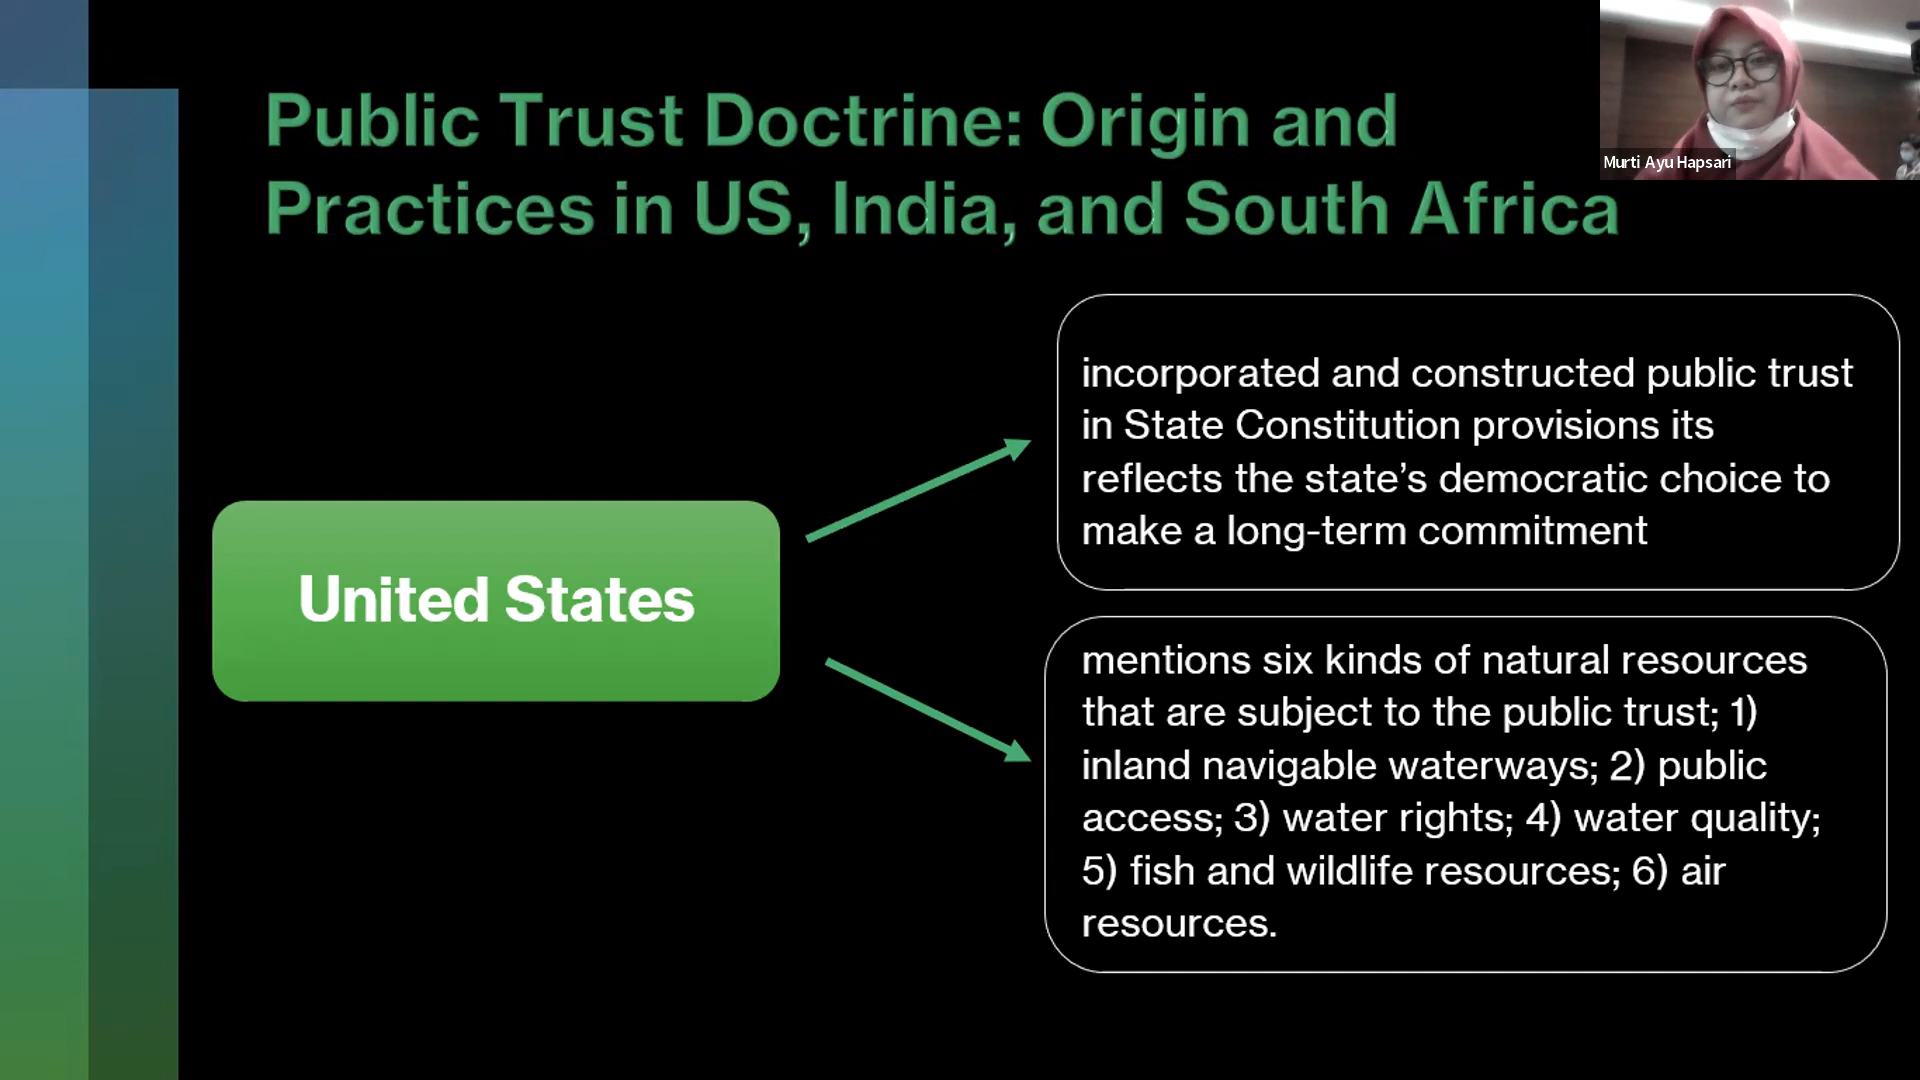 Public Trust Doctrine: Origin and
Practices in US, India, and South Africa
Murti Ayu Hapsari
United States
incorporated and constructed public trust
in State Constitution provisions its
reflects the state’s democratic choice to
make a long-term commitment
mentions six kinds of natural resources
that are subject to the public trust; 1)
inland navigable waterways; 2) public
access; 3) water rights; 4) water quality;
5) fish and wildlife resources; 6) air
resources.